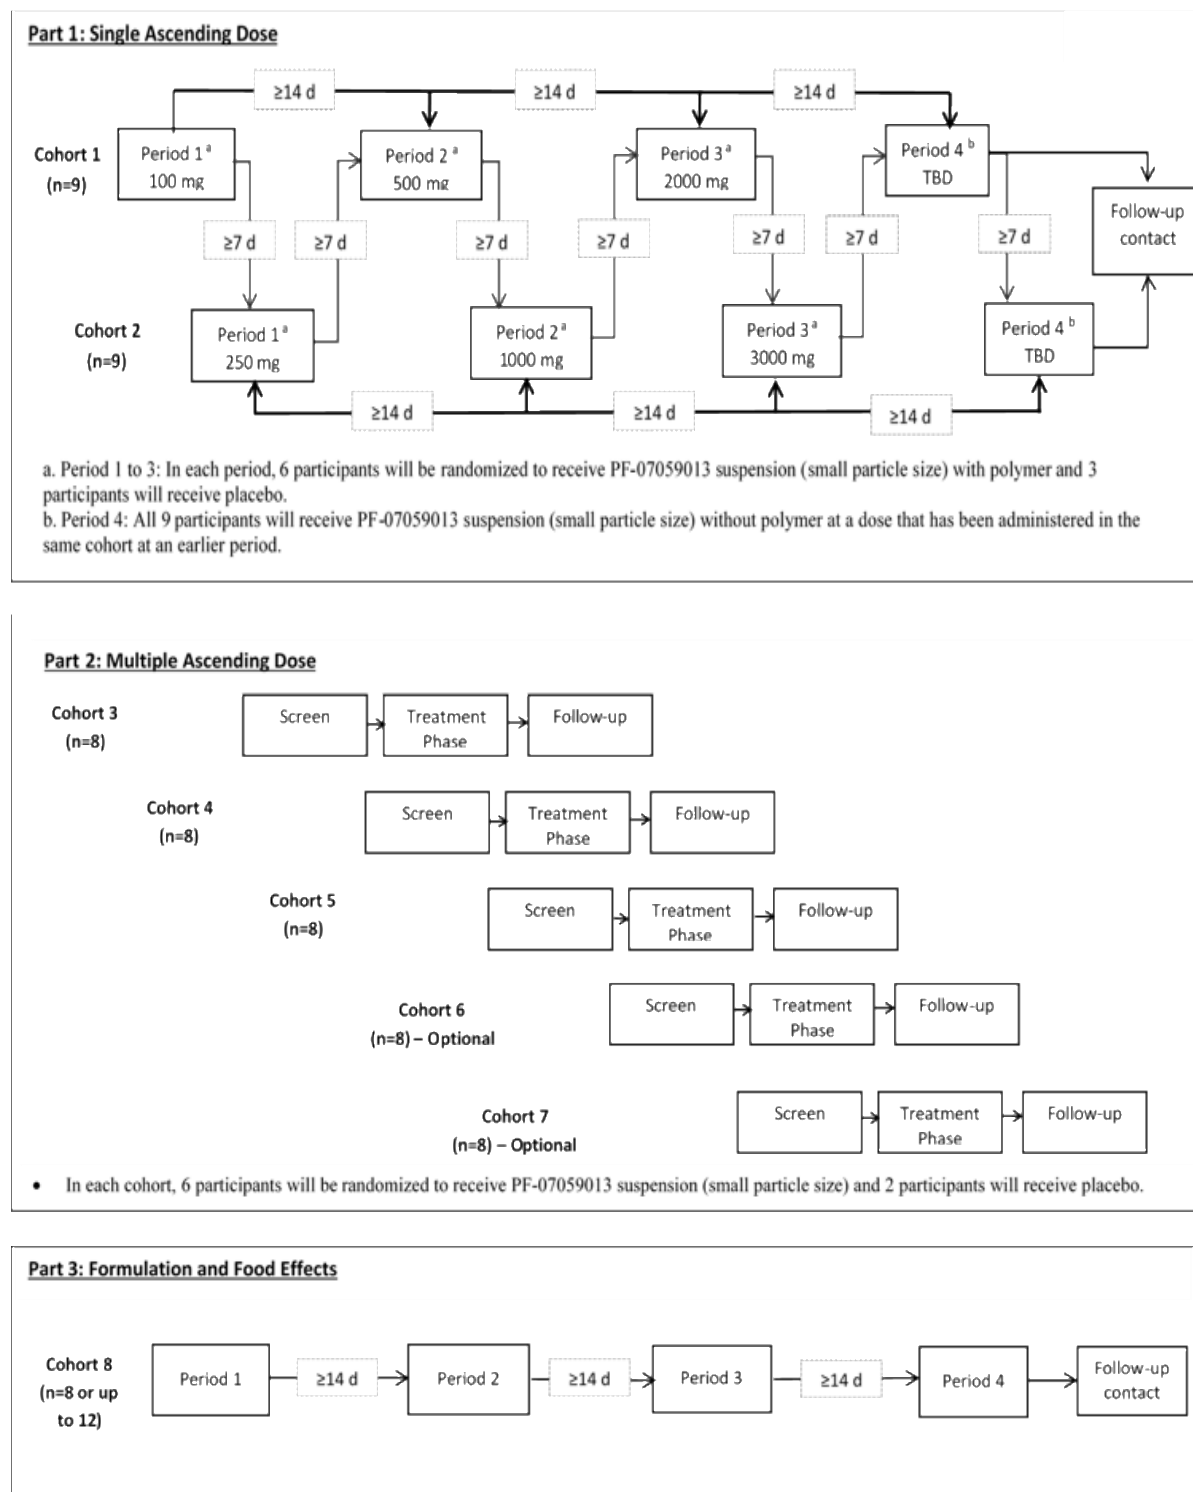 Part 1: Single Ascending Dose
≥14 d
≥14 d
≥14 d
Cohort 1
(n=9)
Period 1 a
100 mg
Period 2 a
500 mg
Period 3 a
2000 mg
Period 4 b
TBD
Follow-up
contact
≥7 d
≥7 d
≥7 d
≥7 d
≥7 d
≥7 d
≥7 d
Cohort 2
(n=9)
Period 1 a
250 mg
Period 2 a
1000 mg
Period 3 a
3000 mg
Period 4 b
TBD
≥14 d
≥14 d
≥14 d
a. Period 1 to 3: In each period, 6 participants will be randomized to receive PF-07059013 suspension (small particle size) with polymer and 3
participants will receive placebo.
b. Period 4: All 9 participants will receive PF-07059013 suspension (small particle size) without polymer at a dose that has been administered in the
same cohort at an earlier period.
Part 2: Multiple Ascending Dose
Cohort 3
(n=8)
Screen
Treatment
Phase
Follow-up
Cohort 4
(n=8)
Screen
Treatment
Phase
Follow-up
Cohort 5
(n=8)
Screen
Treatment
Phase
Follow-up
Cohort 6
(n=8) – Optional
Screen
Treatment
Phase
Follow-up
Cohort 7
(n=8) – Optional
Screen
Treatment
Phase
Follow-up
• In each cohort, 6 participants will be randomized to receive PF-07059013 suspension (small particle size) and 2 participants will receive placebo.
Part 3: Formulation and Food Effects
Cohort 8
(n=8 or up
to 12)
Period 1
≥14 d
Period 2
≥14 d
Period 3
≥14 d
Period 4
Follow-up
contact